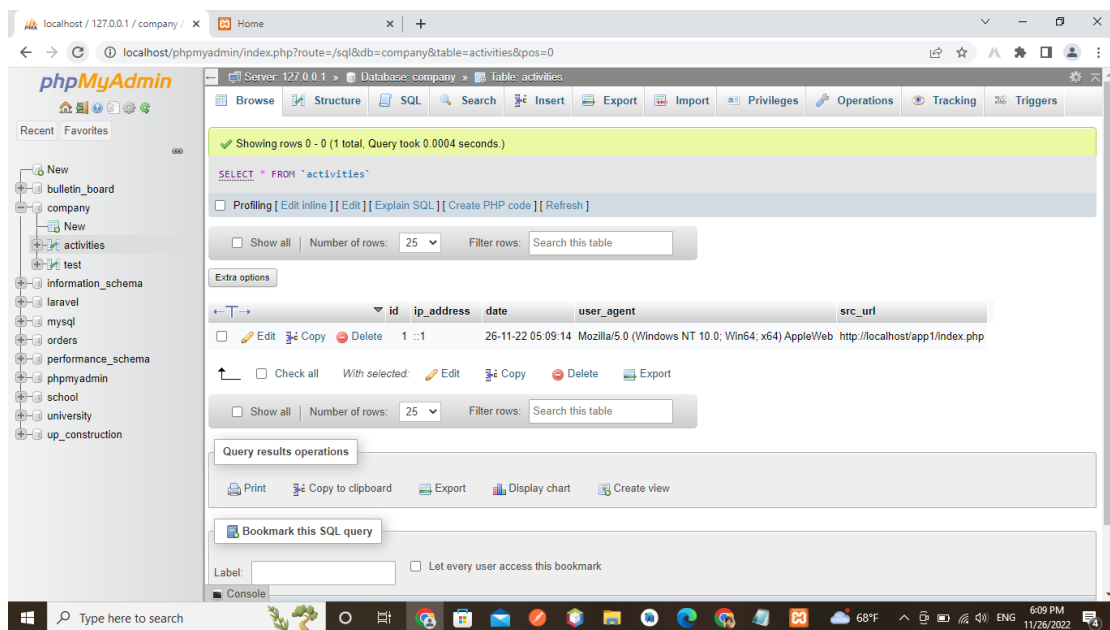 localhost / 127.0.0.1 / company /
Home
localhost/phpmyadmin/index.php?route=/sql&db=company&table=activities&pos=0
phpMyAdmin
Recent Favorites
New
bulletin_board
company
New
activities
test
information_schema
laravel
mysql
orders
performance_schema
phpmyadmin
school
university
up_construction
Server: 127.0.0.1 » Database: company » Table: activities
Browse Structure SQL Search Insert Export Import Privileges Operations Tracking Triggers
Showing rows 0 - 0 (1 total, Query took 0.0004 seconds.)
SELECT * FROM `activities`
Profiling [ Edit inline ] [ Edit ] [ Explain SQL ] [ Create PHP code ] [ Refresh ]
Show all | Number of rows: 25 Filter rows: Search this table
Extra options
←T→ id ip_address date user_agent src_url
Edit Copy Delete 1 ::1 26-11-22 05:09:14 Mozilla/5.0 (Windows NT 10.0; Win64; x64) AppleWeb http://localhost/app1/index.php
Check all With selected: Edit Copy Delete Export
Show all | Number of rows: 25 Filter rows: Search this table
Query results operations
Print Copy to clipboard Export Display chart Create view
Bookmark this SQL query
Label: Let every user access this bookmark
Console
Type here to search 68°F ENG 6:09 PM
11/26/2022
4